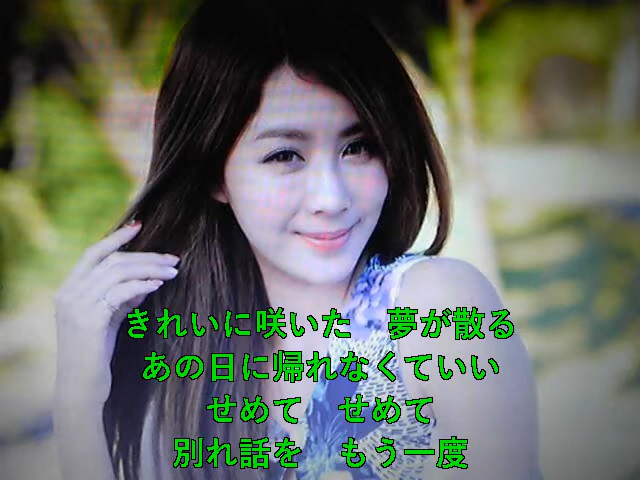 きれいに咲いた　夢が散る
あの日に帰れなくていい
せめて　せめて
別れ話を　もう一度